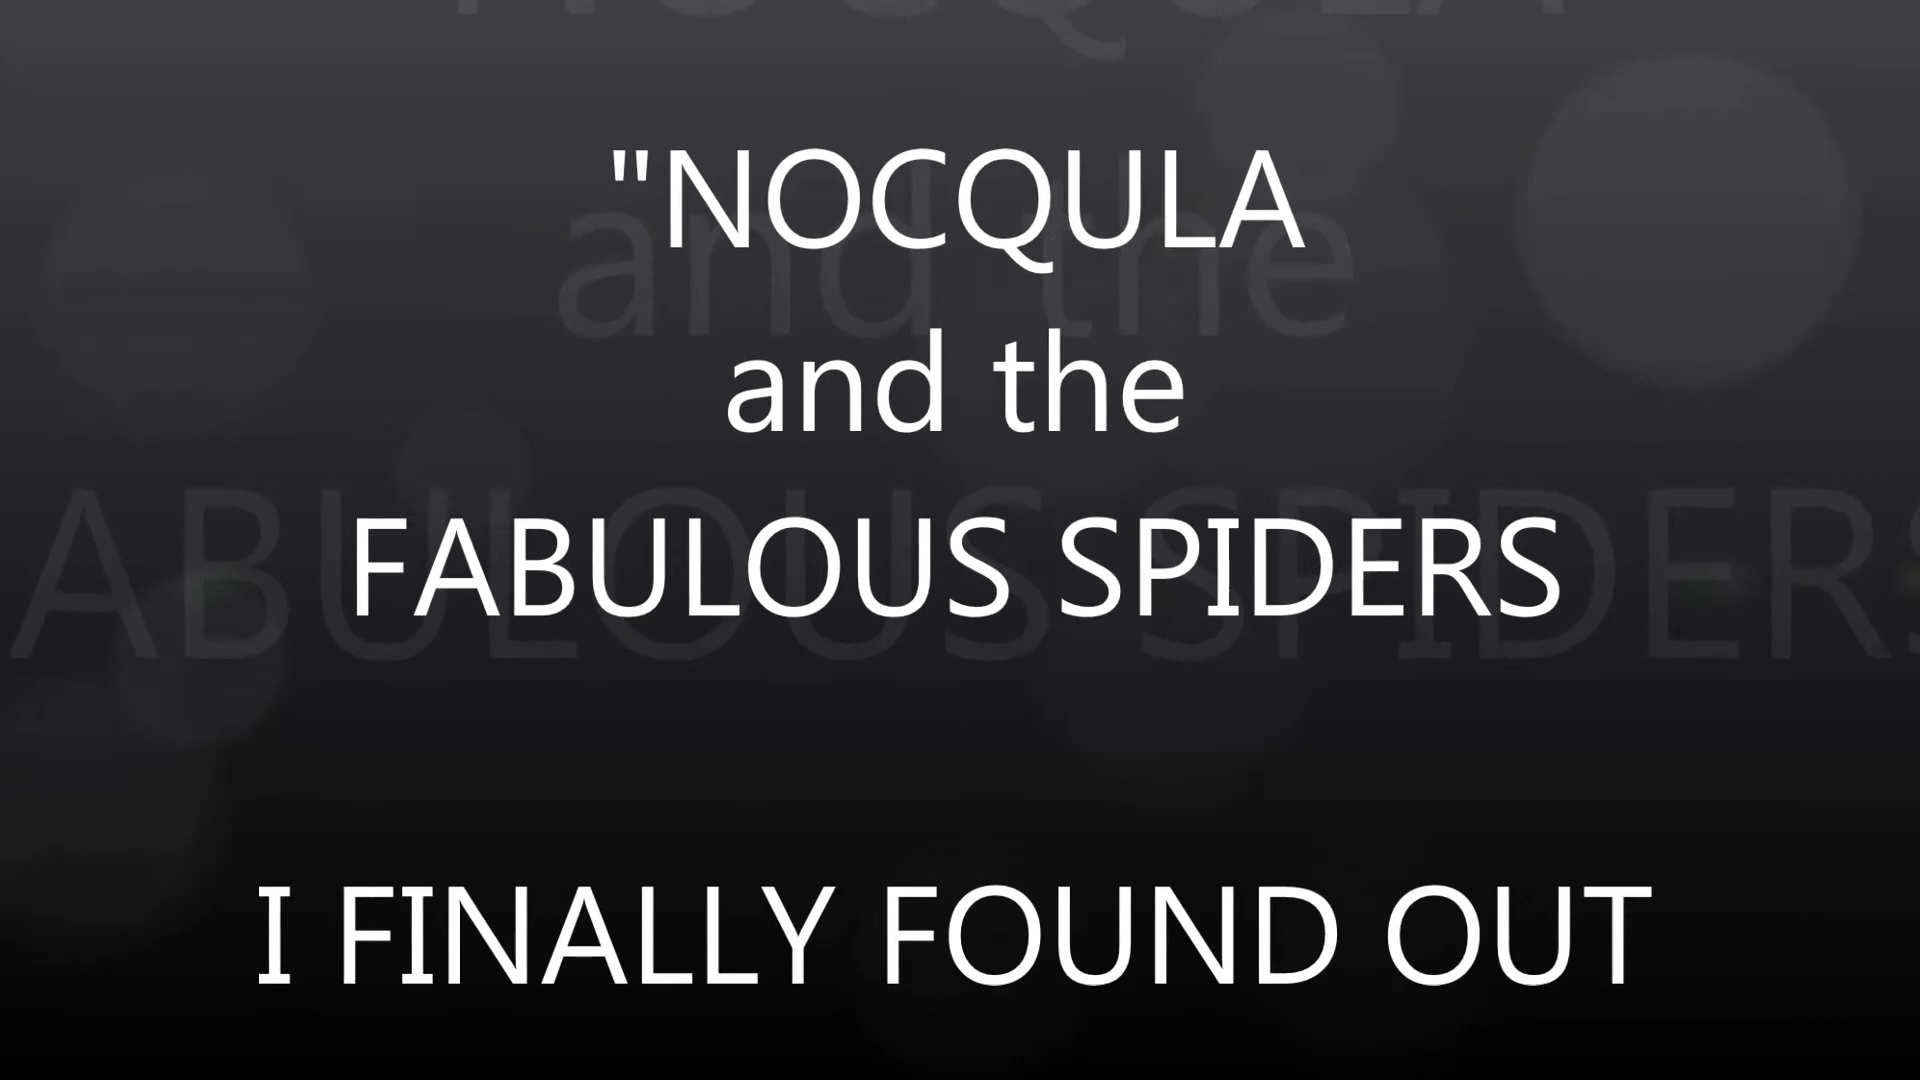 "NOCQULA
and the
FABULOUS SPIDERS
I FINALLY FOUND OUT